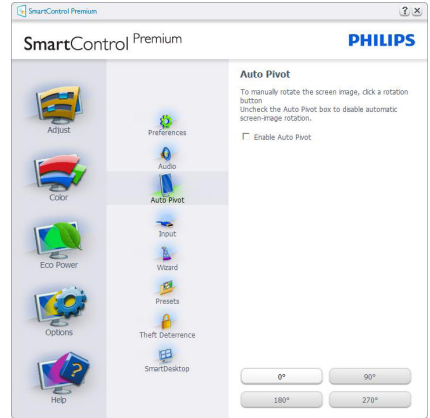 SmartControl Premium
? ×
SmartControl Premium
PHILIPS
Adjust
Color
Eco Power
Options
Help
Preferences
Audio
Auto Pivot
Input
Wizard
Presets
Theft Deterrence
SmartDesktop
Auto Pivot
To manually rotate the screen image, click a rotation
button
Uncheck the Auto Pivot box to disable automatic
screen-image rotation.
Enable Auto Pivot
0°
90°
180°
270°